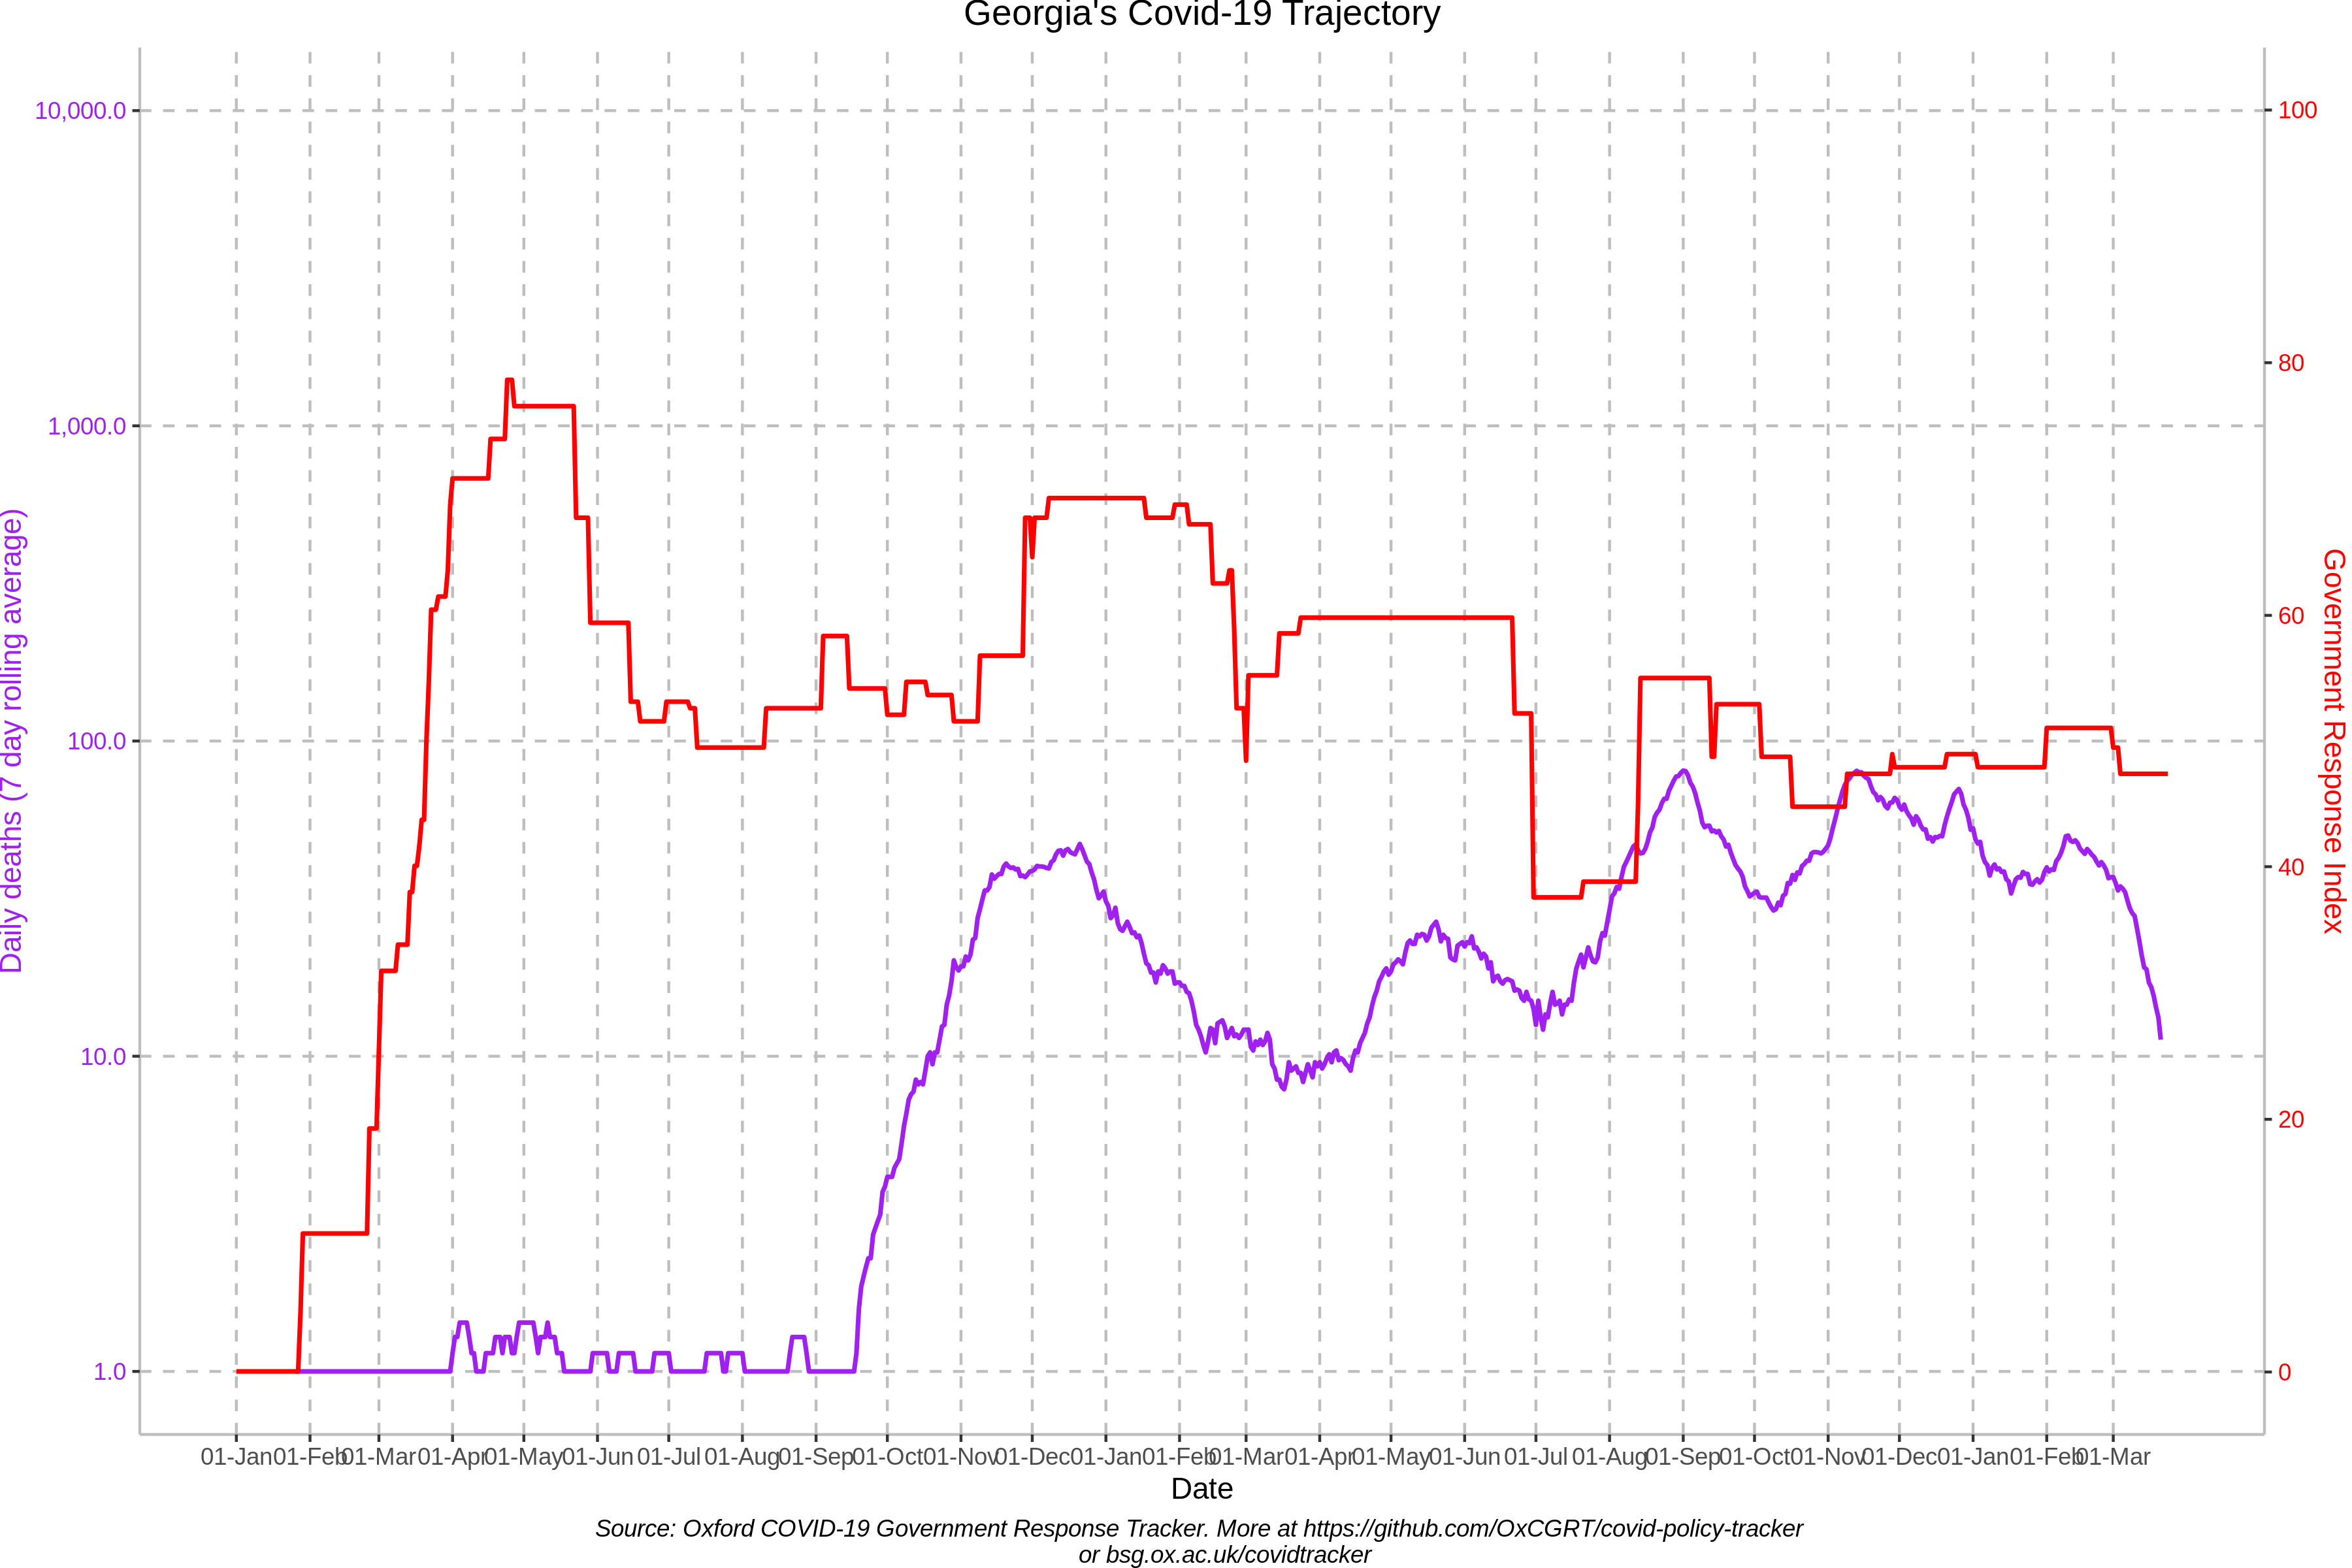 Georgia's Covid-19 Trajectory
10,000.0
1,000.0
100.0
10.0
1.0
Daily deaths (7 day rolling average)
100
80
60
40
20
0
Government Response Index
01-Jan 01-Feb 01-Mar 01-Apr 01-May 01-Jun 01-Jul 01-Aug 01-Sep 01-Oct 01-Nov 01-Dec 01-Jan 01-Feb 01-Mar 01-Apr 01-May 01-Jun 01-Jul 01-Aug 01-Sep 01-Oct 01-Nov 01-Dec 01-Jan 01-Feb 01-Mar
Date
Source: Oxford COVID-19 Government Response Tracker. More at https://github.com/OxCGRT/covid-policy-tracker
or bsg.ox.ac.uk/covidtracker